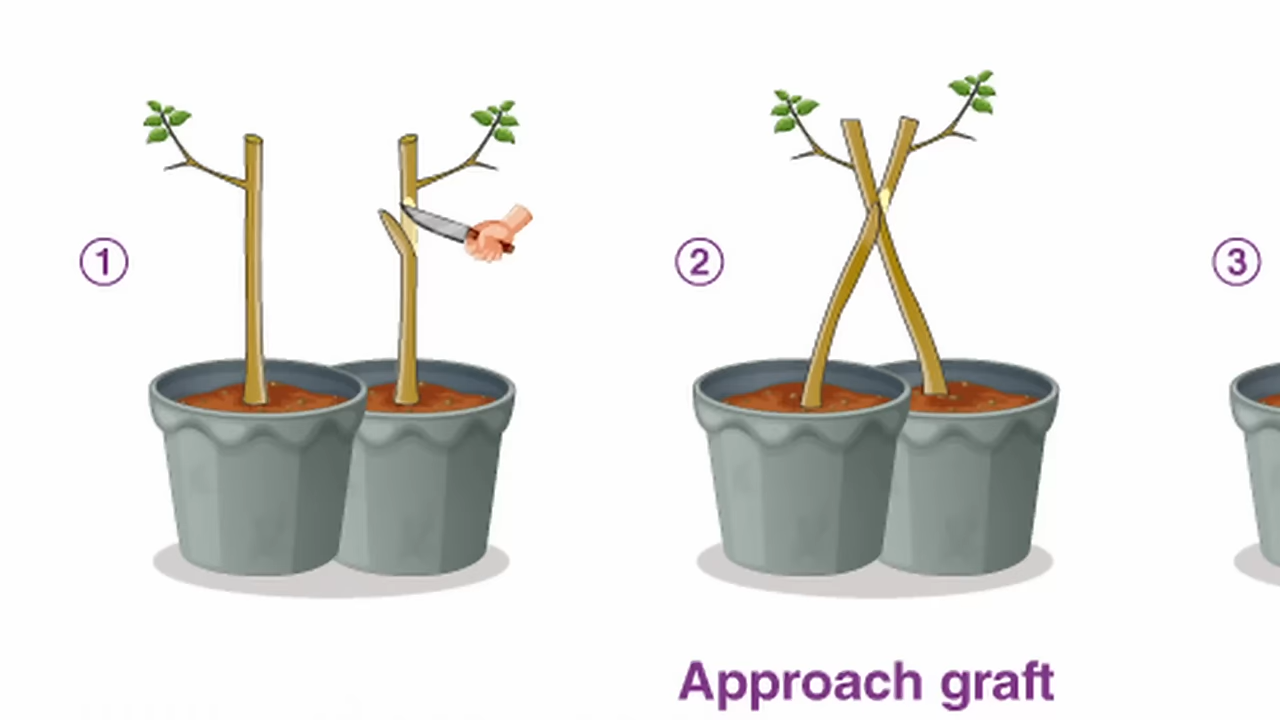 ①
②
③
Approach graft